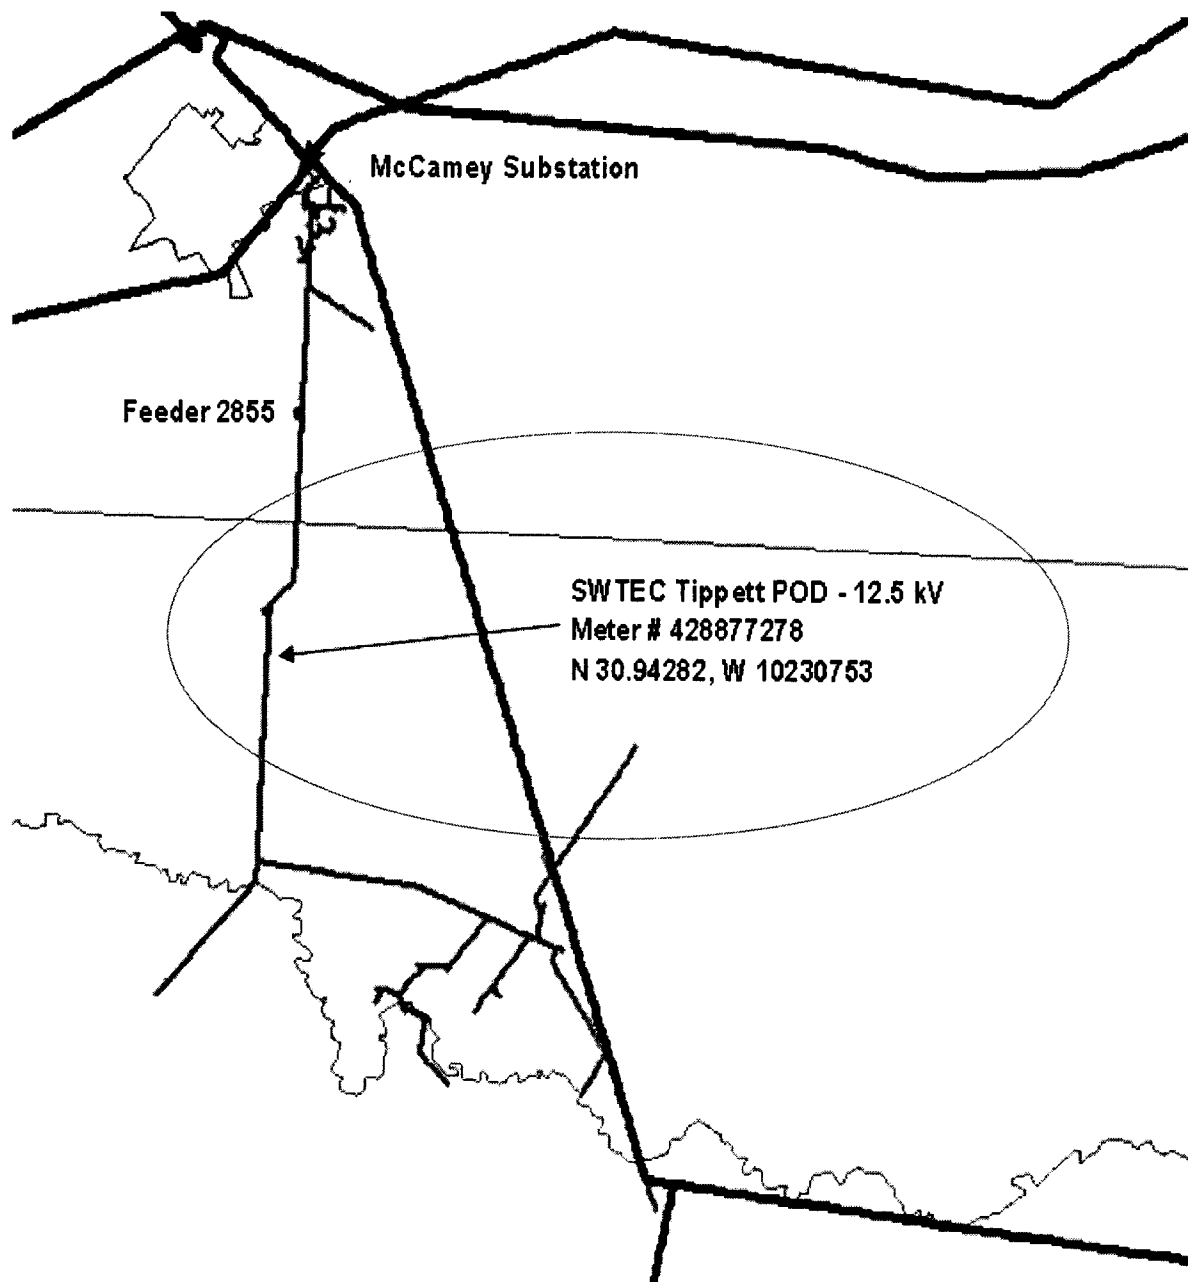 McCamey Substation
Feeder 2855
SWTEC Tippett POD - 12.5 kV
Meter # 428877278
N 30.94282, W 10230753